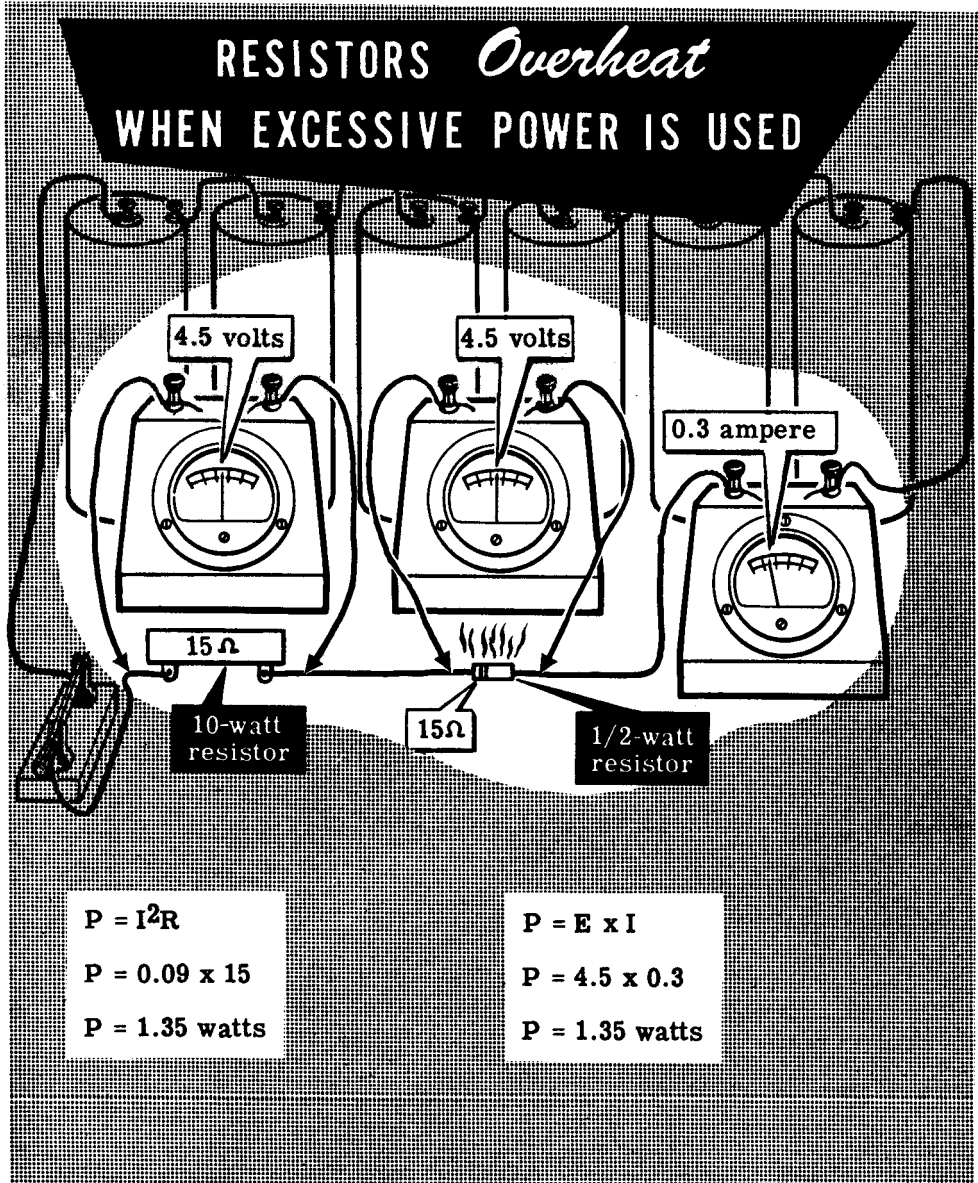 RESISTORS Overheat
WHEN EXCESSIVE POWER IS USED
4.5 volts
4.5 volts
0.3 ampere
15Ω
10-watt
resistor
15Ω
1/2-watt
resistor
P = I²R
P = 0.09 x 15
P = 1.35 watts
P = E x I
P = 4.5 x 0.3
P = 1.35 watts